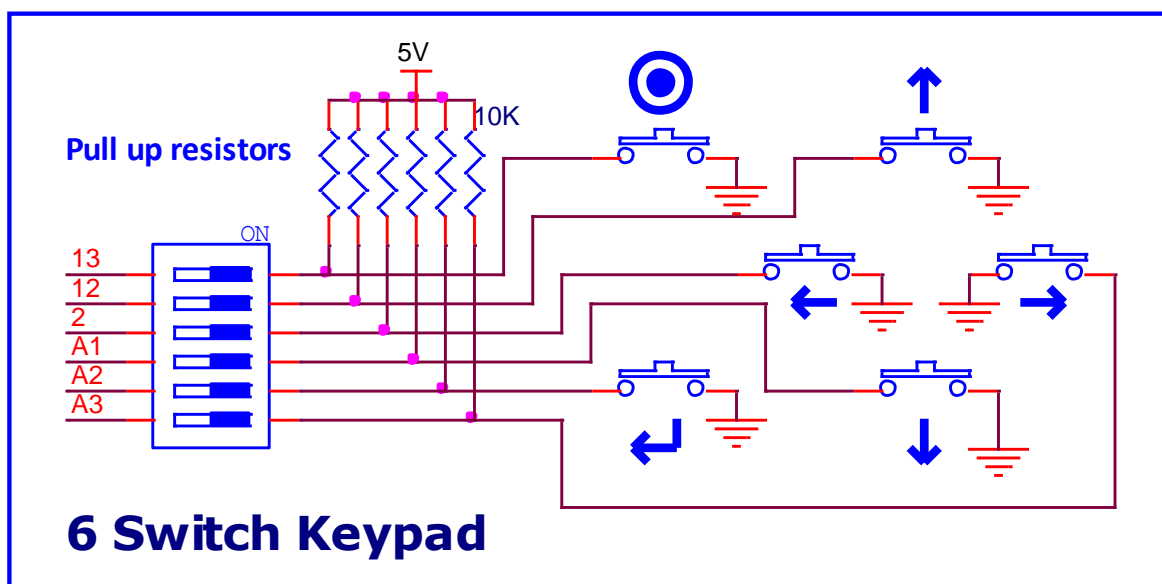 5V
10K
Pull up resistors
ON
13
12
2
A1
A2
A3
6 Switch Keypad